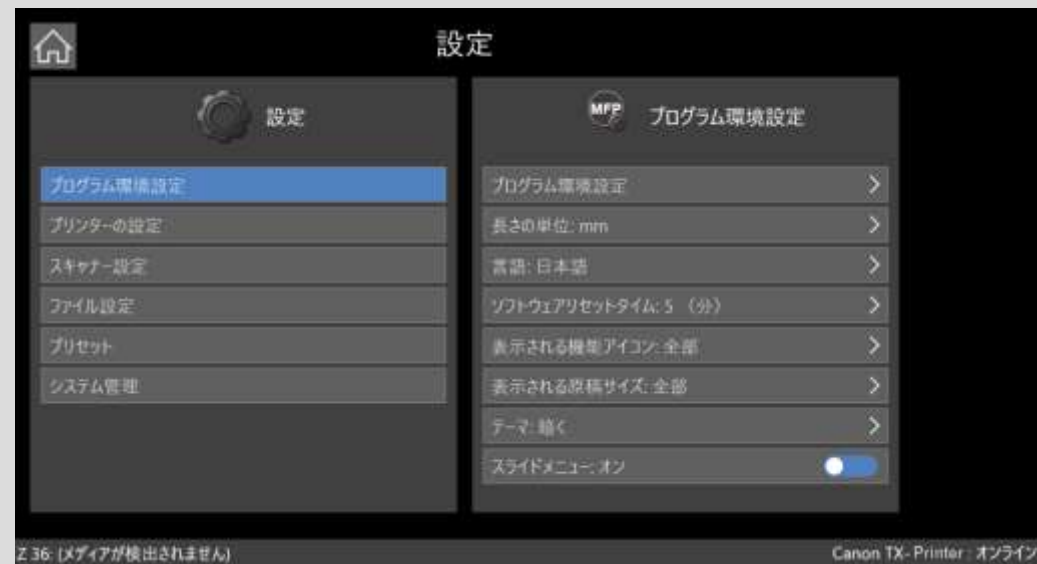 設定
設定
プログラム環境設定
プリンターの設定
スキャナー設定
ファイル設定
プリセット
システム管理
MFP プログラム環境設定
プログラム環境設定
長さの単位: mm
言語: 日本語
ソフトウェアリセットタイム: 5 （分）
表示される機能アイコン: 全部
表示される原稿サイズ: 全部
テーマ: 暗く
スライドメニュー: オン
Z 36: (メディアが検出されません)
Canon TX- Printer : オンライン